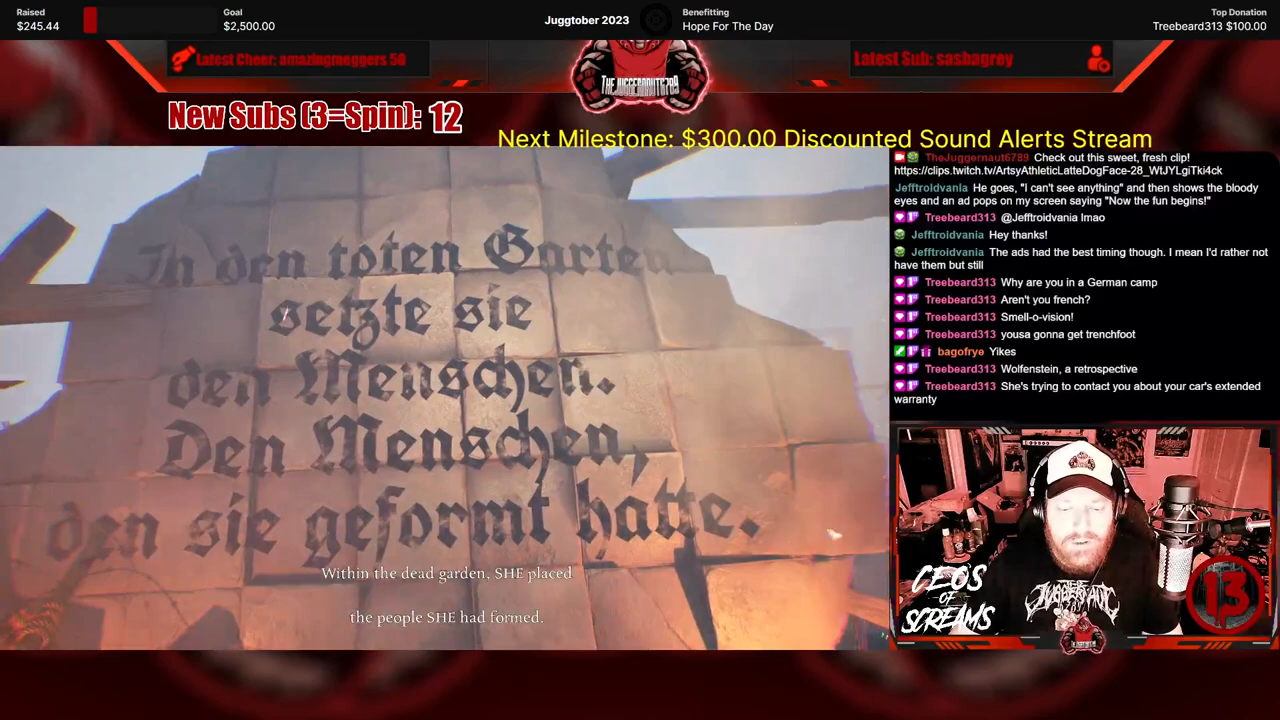 Raised
$245.44
Goal
$2,500.00
Juggtober 2023
Benefitting
Hope For The Day
Top Donation
Treebeard313 $100.00
Latest Cheer: amazingmeggers 50
THEJUGGERNAUT6789
Latest Sub: sashagrey
New Subs (3=Spin): 12
Next Milestone: $300.00 Discounted Sound Alerts Stream
In den toten Garten
setzte sie
den Menschen.
Den Menschen,
den sie geformt hatte.
Within the dead garden, SHE placed
the people SHE had formed.
TheJuggernaut6789 Check out this sweet, fresh clip!
https://clips.twitch.tv/ArtsyAthleticLatteDogFace-28_WtJYLgiTki4ck
Jefftroidvania He goes, "I can't see anything" and then shows the bloody
eyes and an ad pops on my screen saying "Now the fun begins!"
Treebeard313 @Jefftroidvania lmao
Jefftroidvania Hey thanks!
Jefftroidvania The ads had the best timing though. I mean I'd rather not
have them but still
Treebeard313 Why are you in a German camp
Treebeard313 Aren't you french?
Treebeard313 Smell-o-vision!
Treebeard313 yousa gonna get trenchfoot
bagofrye Yikes
Treebeard313 Wolfenstein, a retrospective
Treebeard313 She's trying to contact you about your car's extended
warranty
CEOS
OF
SCREAMS
THE
JUGGERNAUT
13